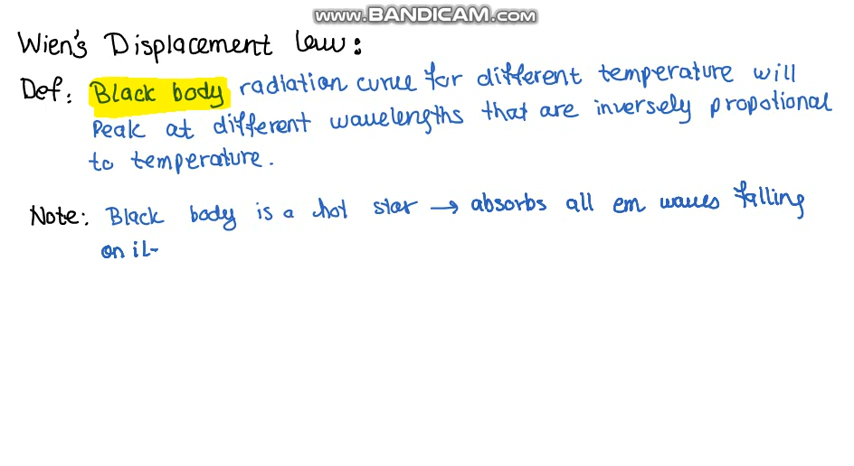 www.BANDICAM.com
Wien's Displacement law:
Def: Black body radiation curve for different temperature will
Peak at different wavelengths that are inversely propotional
to temperature.
Note: Black body is a hot star → absorbs all em waves falling
on it